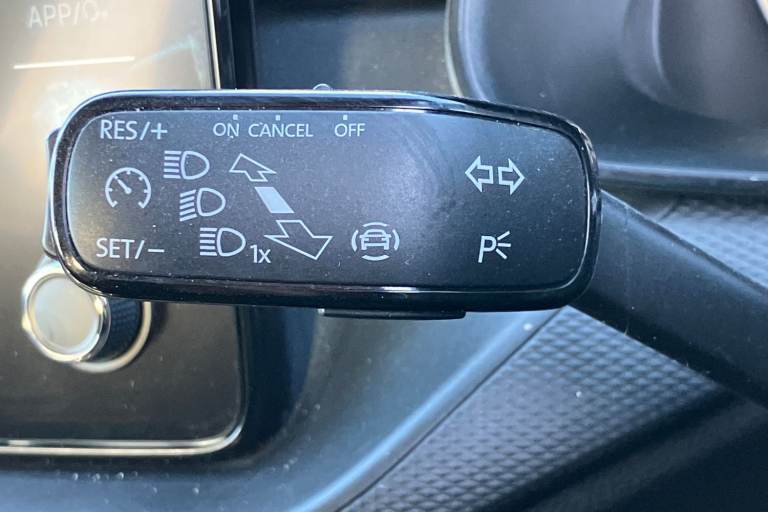 APP/
RES/+ ON CANCEL OFF
SET/− 1x P